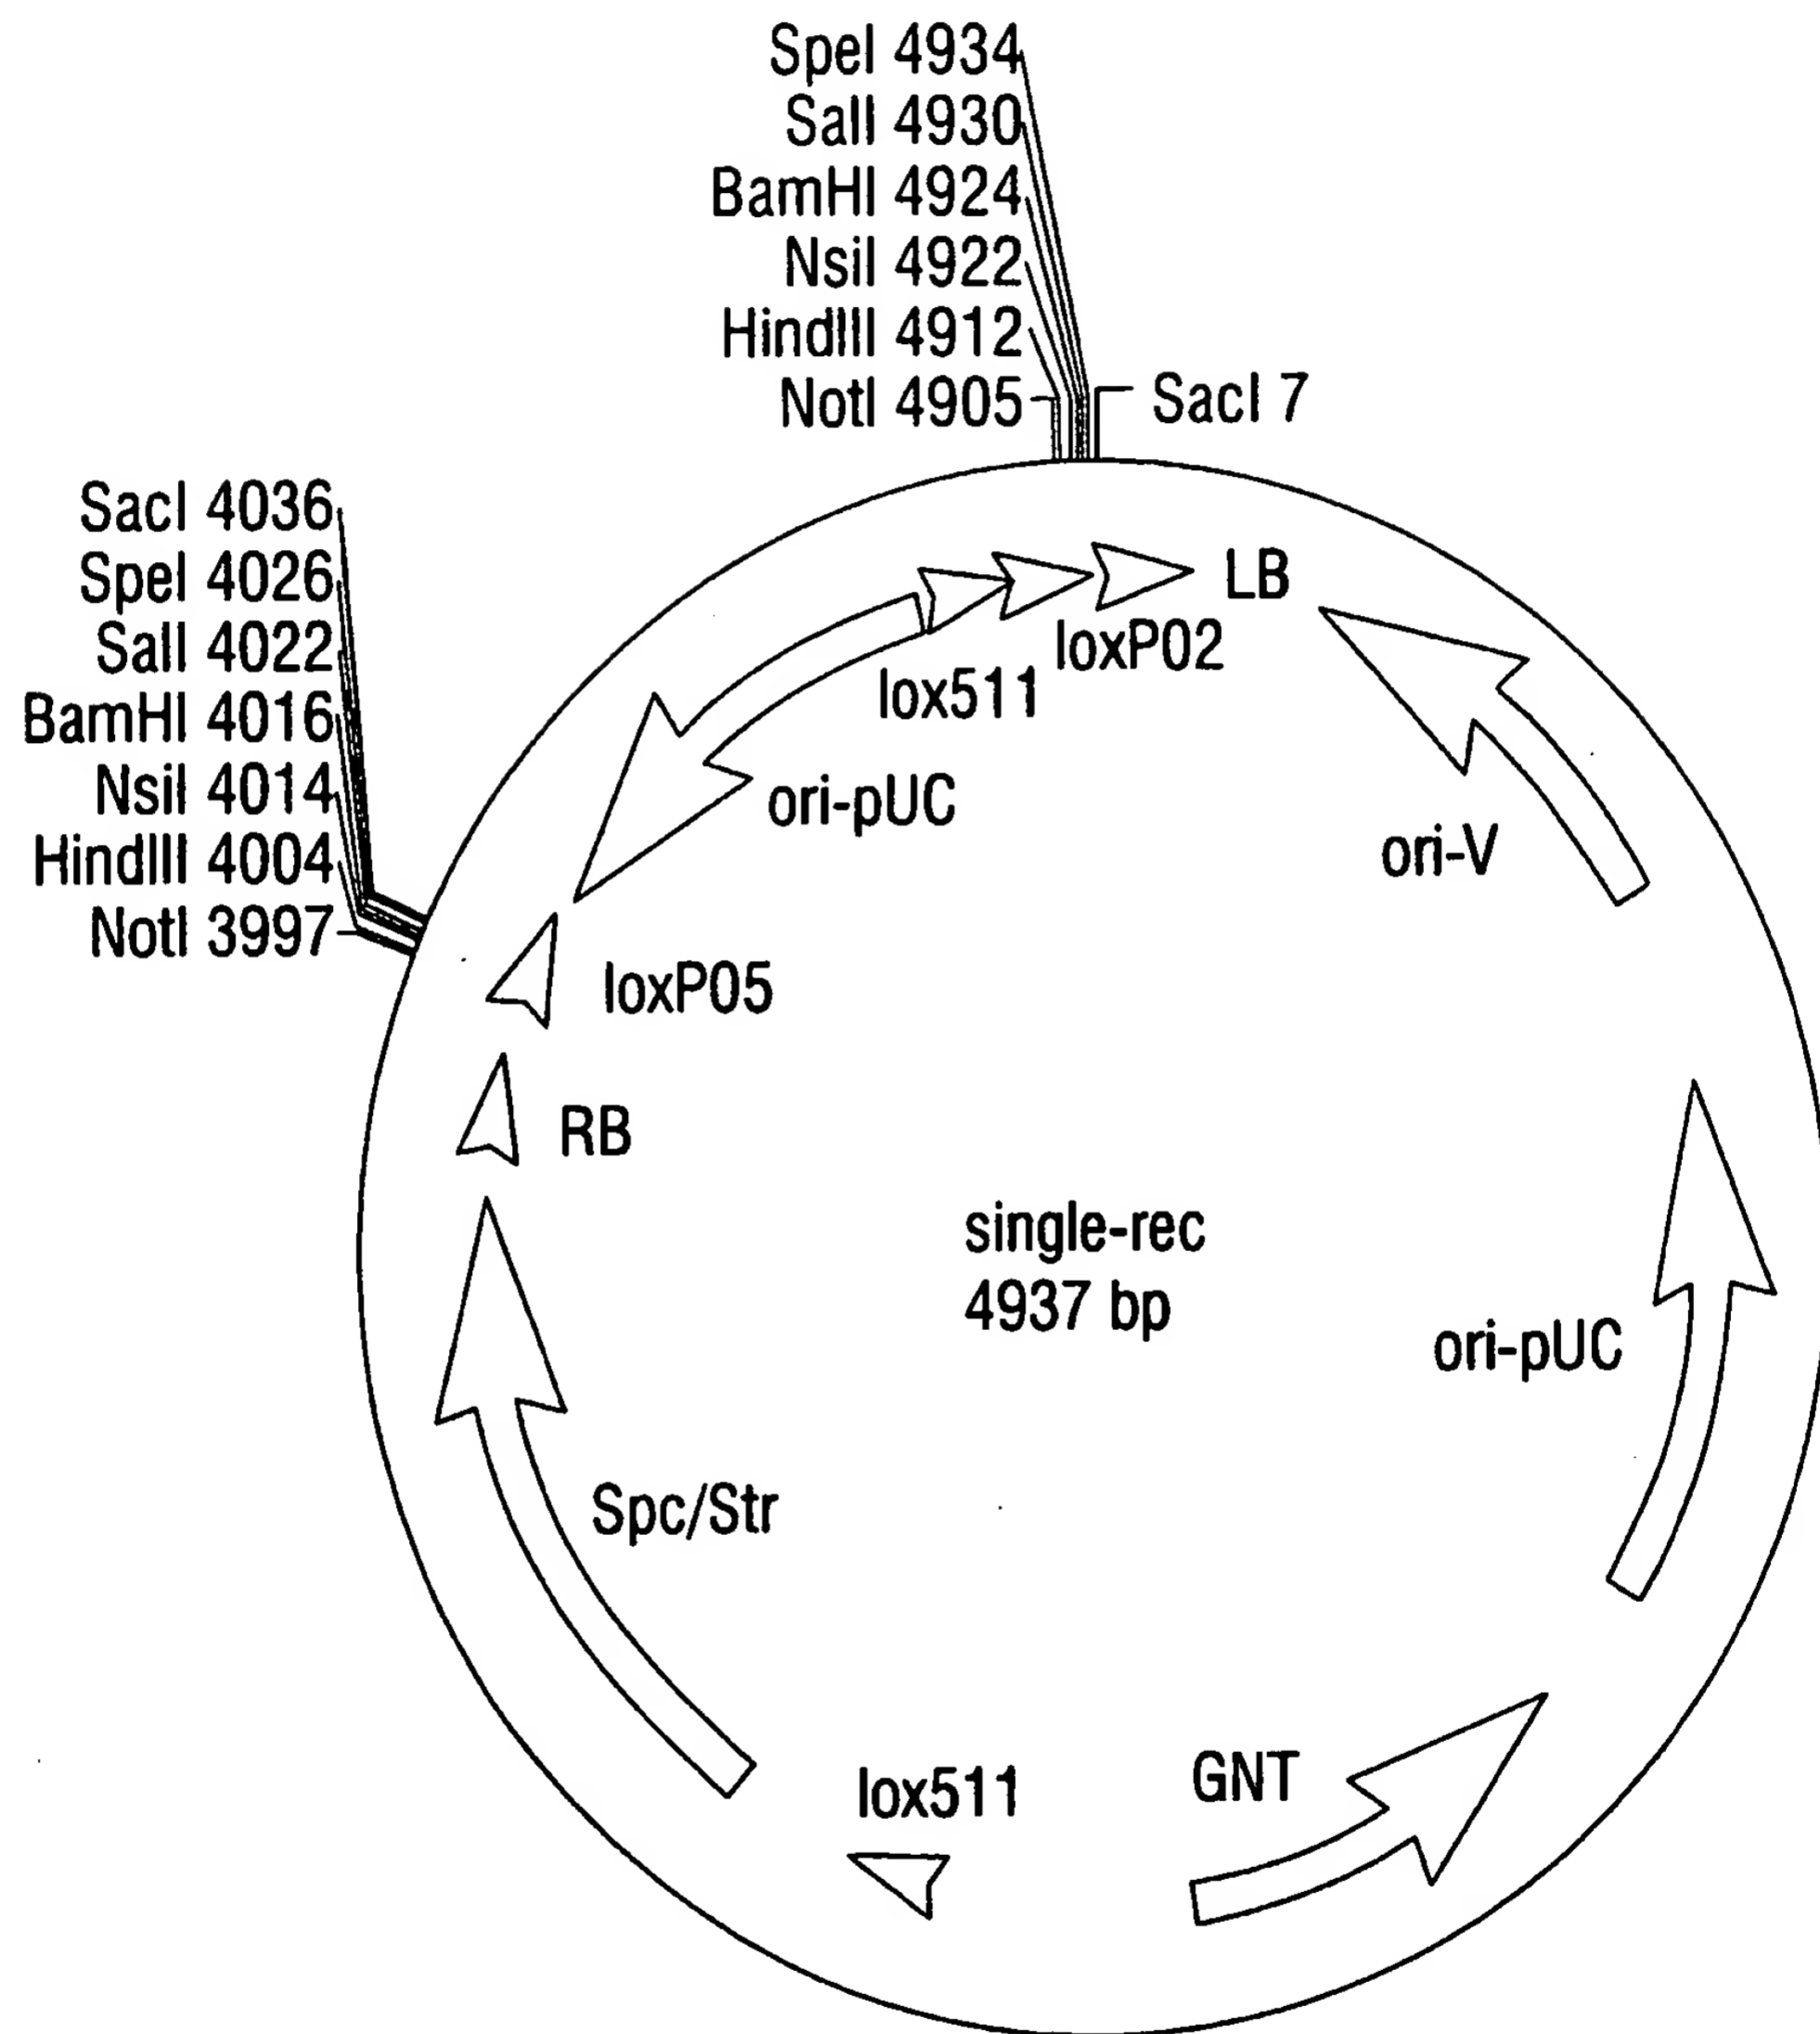 SpeI 4934
SalI 4930
BamHI 4924
NsiI 4922
HindIII 4912
NotI 4905
SacI 7
SacI 4036
SpeI 4026
SalI 4022
BamHI 4016
NsiI 4014
HindIII 4004
NotI 3997
LB
loxP02
lox511
ori-pUC
ori-V
loxP05
RB
single-rec
4937 bp
ori-pUC
Spc/Str
lox511
GNT